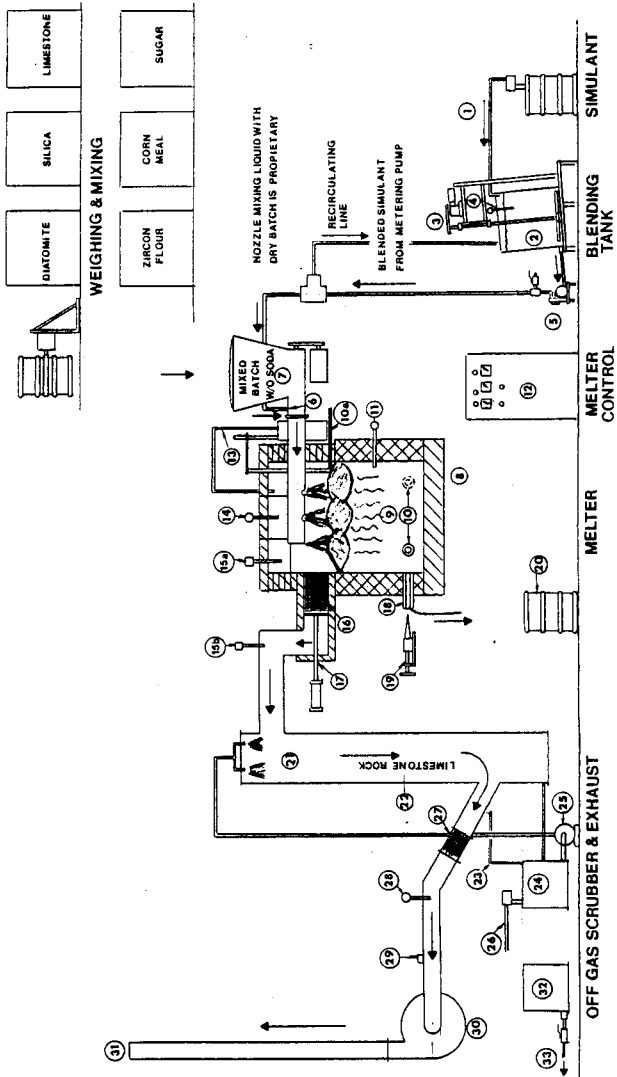 DIATOMITE
SILICA
LIMESTONE
WEIGHING & MIXING
ZIRCON
FLOUR
CORN
MEAL
SUGAR
NOZZLE MIXING LIQUID WITH
DRY BATCH IS PROPIETARY
RECIRCULATING
LINE
BLENDED SIMULANT
FROM METERING PUMP
MIXED
BATCH
W/O SODA
7
6
10a
11
13
14
15a
15b
16
17
18
19
8
9
10
12
20
21
LIMESTONE ROCK
22
27
28
29
30
31
23
24
25
26
32
33
1
2
3
4
5
OFF GAS SCRUBBER & EXHAUST
MELTER
MELTER
CONTROL
BLENDING
TANK
SIMULANT